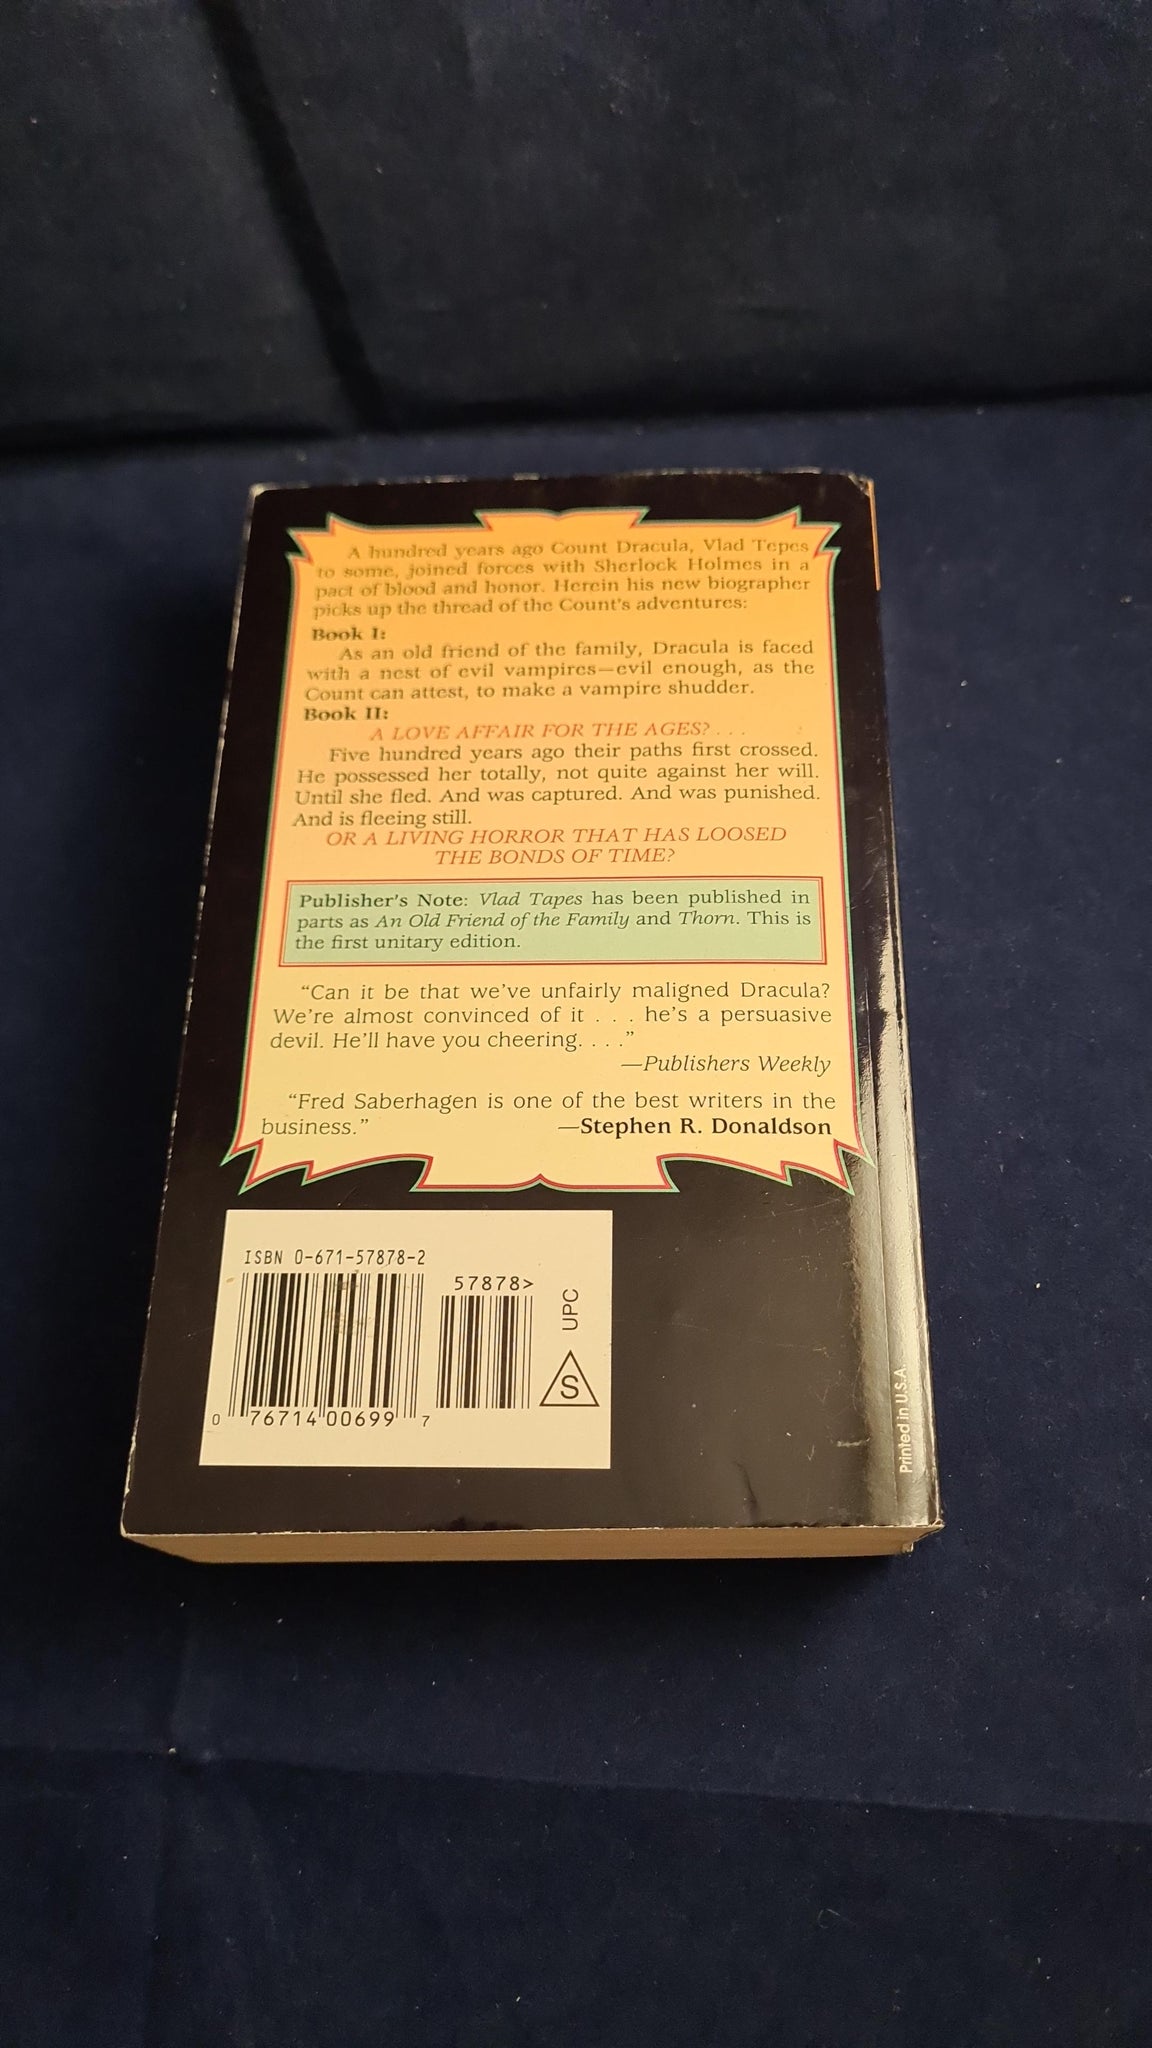 A hundred years ago Count Dracula, Vlad Tepes
to some, joined forces with Sherlock Holmes in a
pact of blood and honor. Herein his new biographer
picks up the thread of the Count's adventures:
Book I:
As an old friend of the family, Dracula is faced
with a nest of evil vampires—evil enough, as the
Count can attest, to make a vampire shudder.
Book II:
A LOVE AFFAIR FOR THE AGES? . . .
Five hundred years ago their paths first crossed.
He possessed her totally, not quite against her will.
Until she fled. And was captured. And was punished.
And is fleeing still.
OR A LIVING HORROR THAT HAS LOOSED
THE BONDS OF TIME?
Publisher's Note: Vlad Tapes has been published in
parts as An Old Friend of the Family and Thorn. This is
the first unitary edition.
"Can it be that we've unfairly maligned Dracula?
We're almost convinced of it . . . he's a persuasive
devil. He'll have you cheering. . . ."
—Publishers Weekly
"Fred Saberhagen is one of the best writers in the
business." —Stephen R. Donaldson
ISBN 0-671-57878-2
57878>
UPC
S
0 76714 00699 7
Printed in U.S.A.